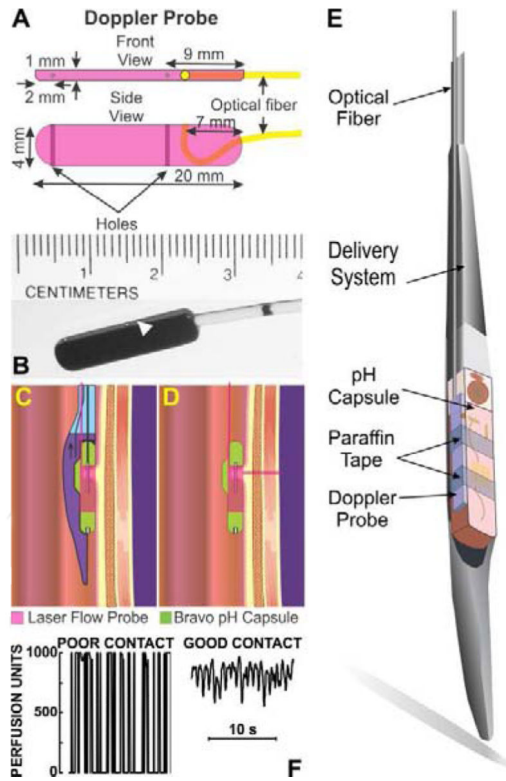 A
Doppler Probe
Front
View
1 mm
9 mm
2 mm
Side
View
Optical fiber
7 mm
4 mm
20 mm
Holes
0 1 2 3 4
CENTIMETERS
B
C
D
Laser Flow Probe
Bravo pH Capsule
POOR CONTACT
GOOD CONTACT
PERFUSION UNITS
1000
500
0
10 s
F
E
Optical
Fiber
Delivery
System
pH
Capsule
Paraffin
Tape
Doppler
Probe